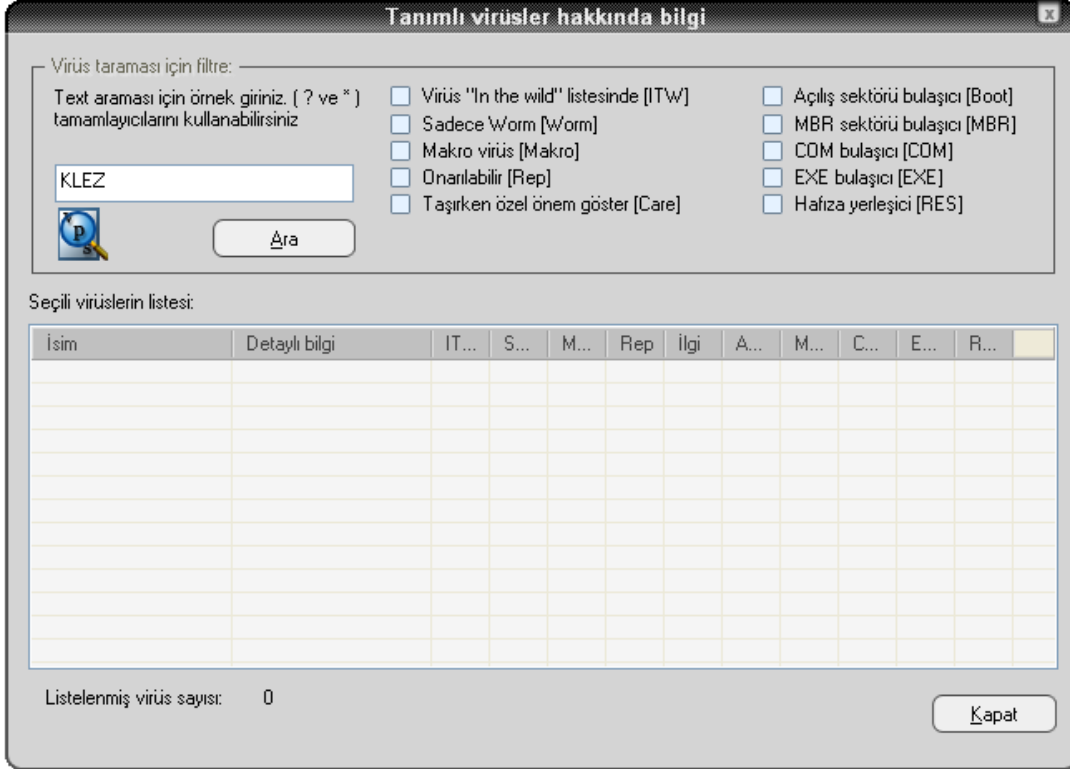 Tanımlı virüsler hakkında bilgi
x
Virüs taraması için filtre:
Text araması için örnek giriniz. ( ? ve * )
tamamlayıcılarını kullanabilirsiniz
KLEZ
vps
Ara
Virüs "In the wild" listesinde [ITW]
Sadece Worm [Worm]
Makro virüs [Makro]
Onarılabilir [Rep]
Taşırken özel önem göster [Care]
Açılış sektörü bulaşıcı [Boot]
MBR sektörü bulaşıcı [MBR]
COM bulaşıcı [COM]
EXE bulaşıcı [EXE]
Hafıza yerleşici [RES]
Seçili virüslerin listesi:
İsim Detaylı bilgi IT... S... M... Rep İlgi A... M... C... E... R...
Listelenmiş virüs sayısı: 0
Kapat